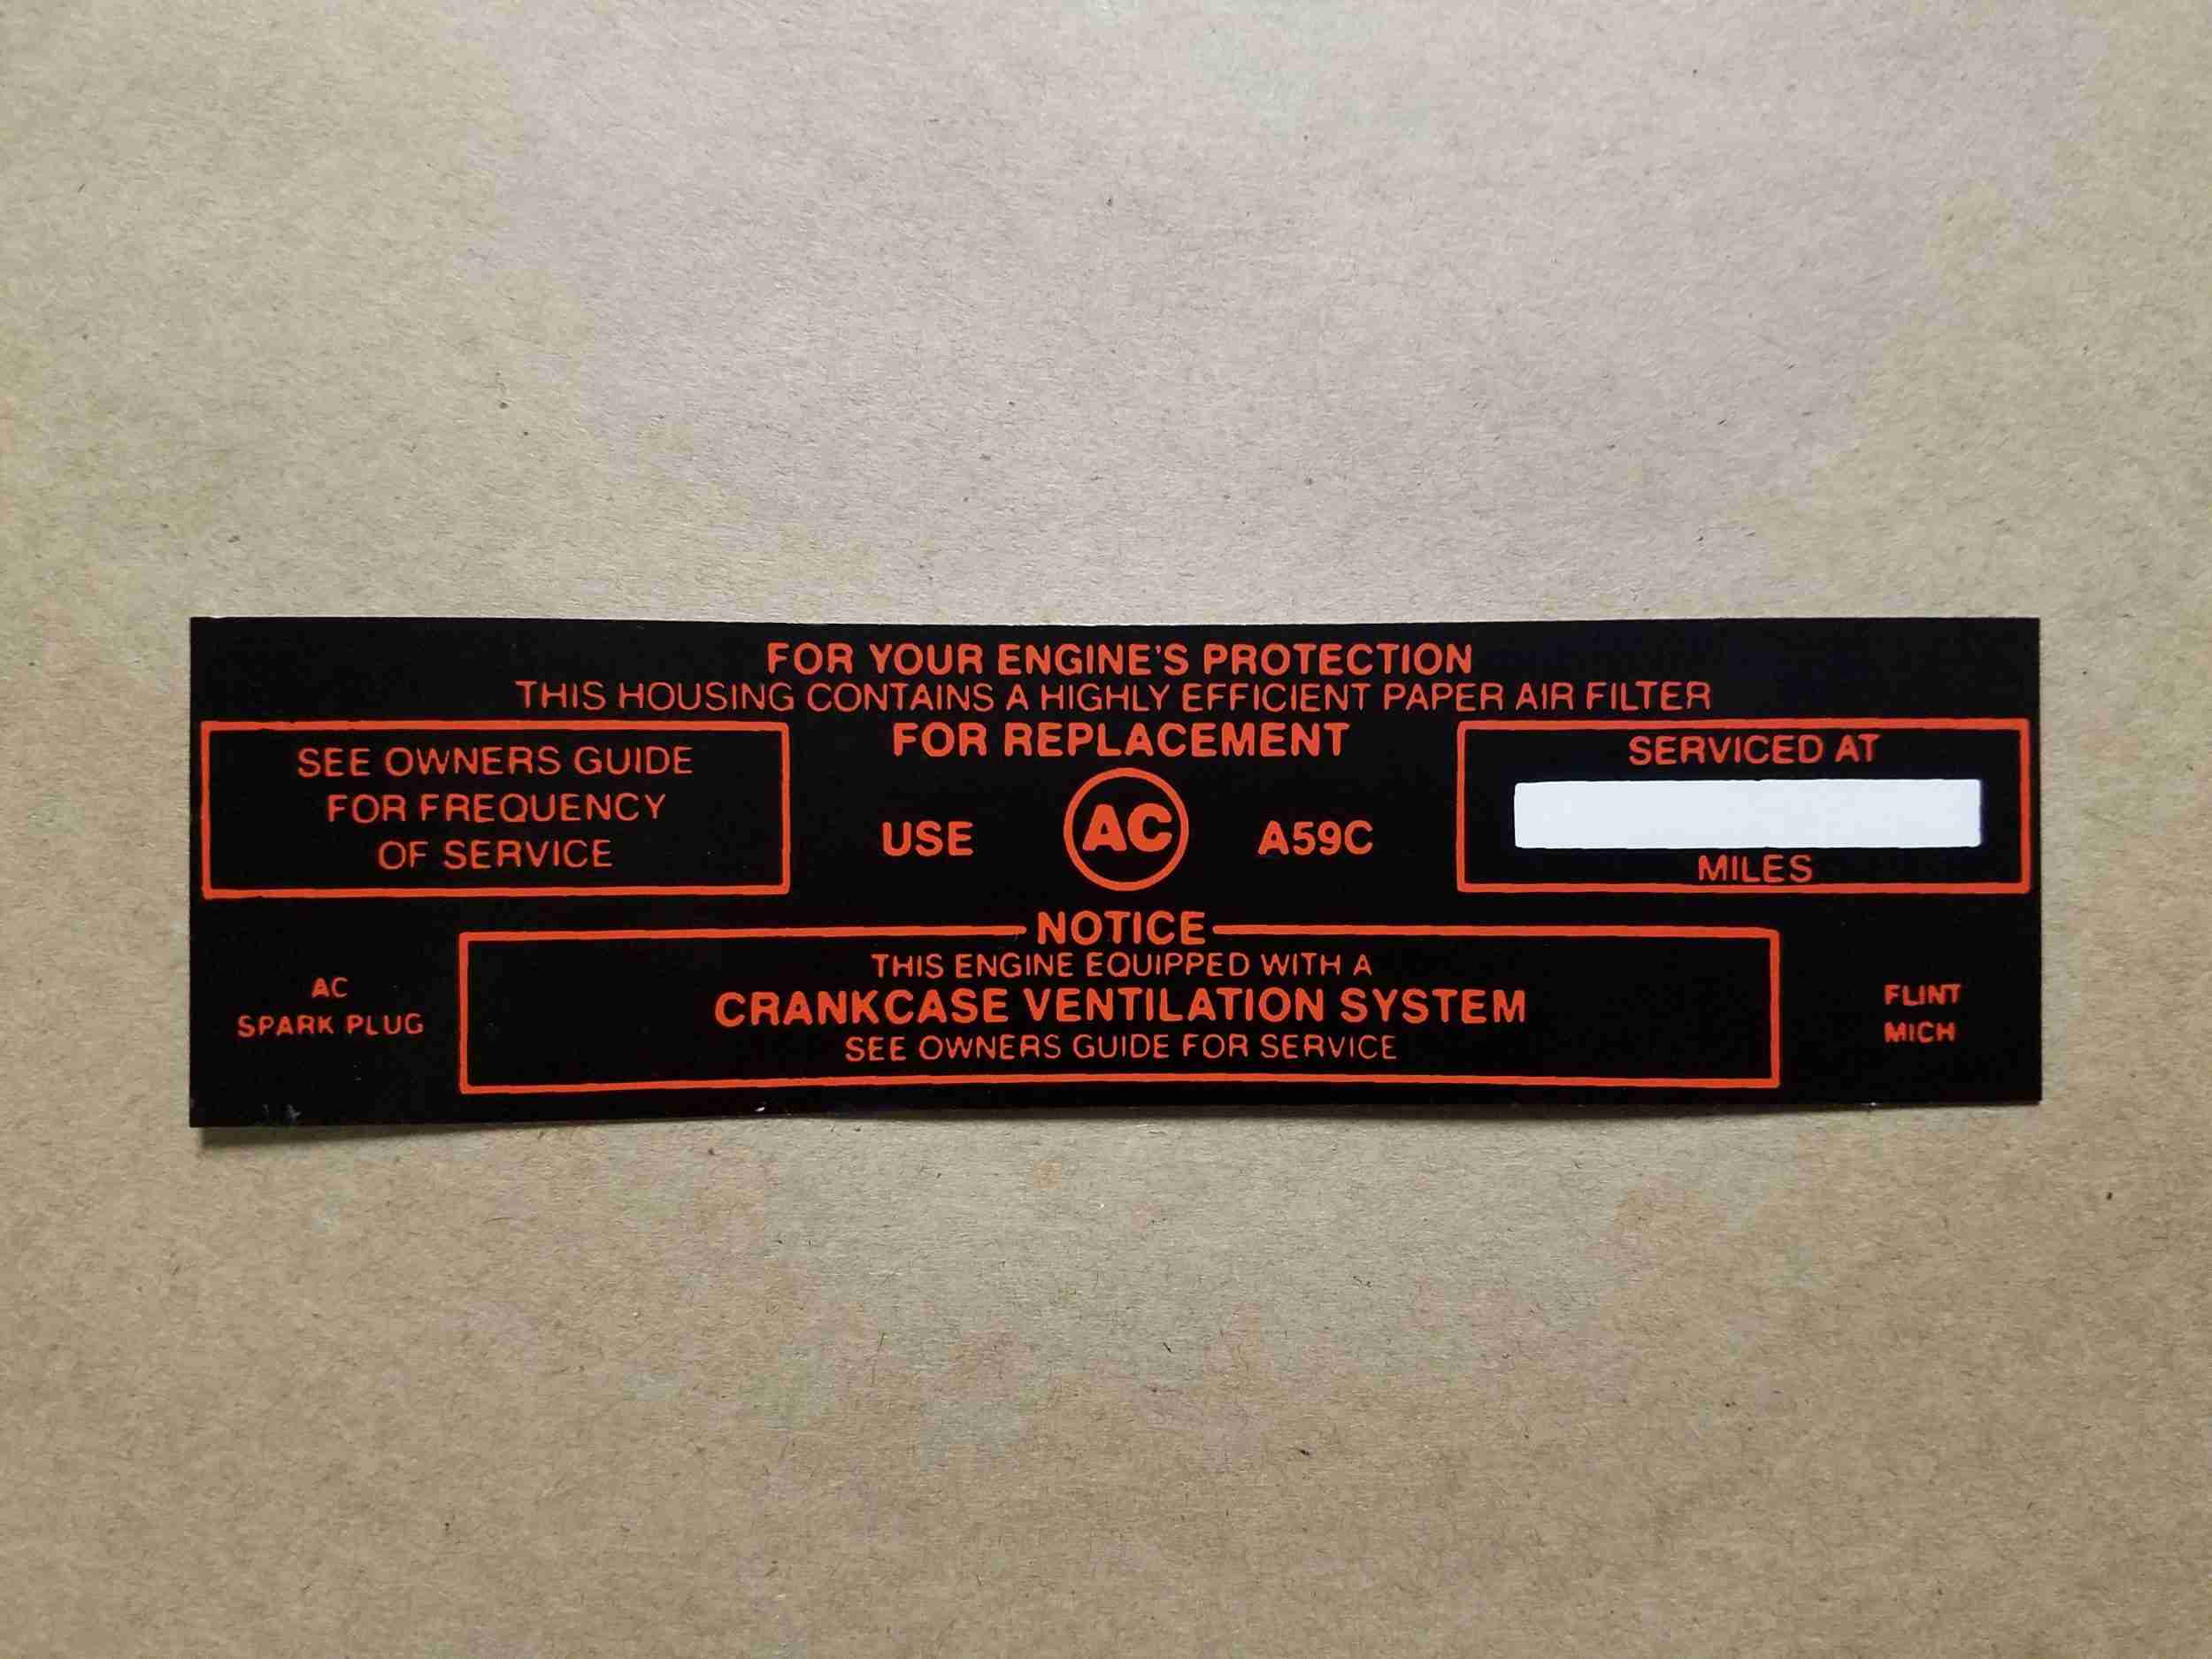 FOR YOUR ENGINE'S PROTECTION
THIS HOUSING CONTAINS A HIGHLY EFFICIENT PAPER AIR FILTER
SEE OWNERS GUIDE
FOR FREQUENCY
OF SERVICE
FOR REPLACEMENT
USE AC A59C
SERVICED AT
MILES
AC
SPARK PLUG
NOTICE
THIS ENGINE EQUIPPED WITH A
CRANKCASE VENTILATION SYSTEM
SEE OWNERS GUIDE FOR SERVICE
FLINT
MICH